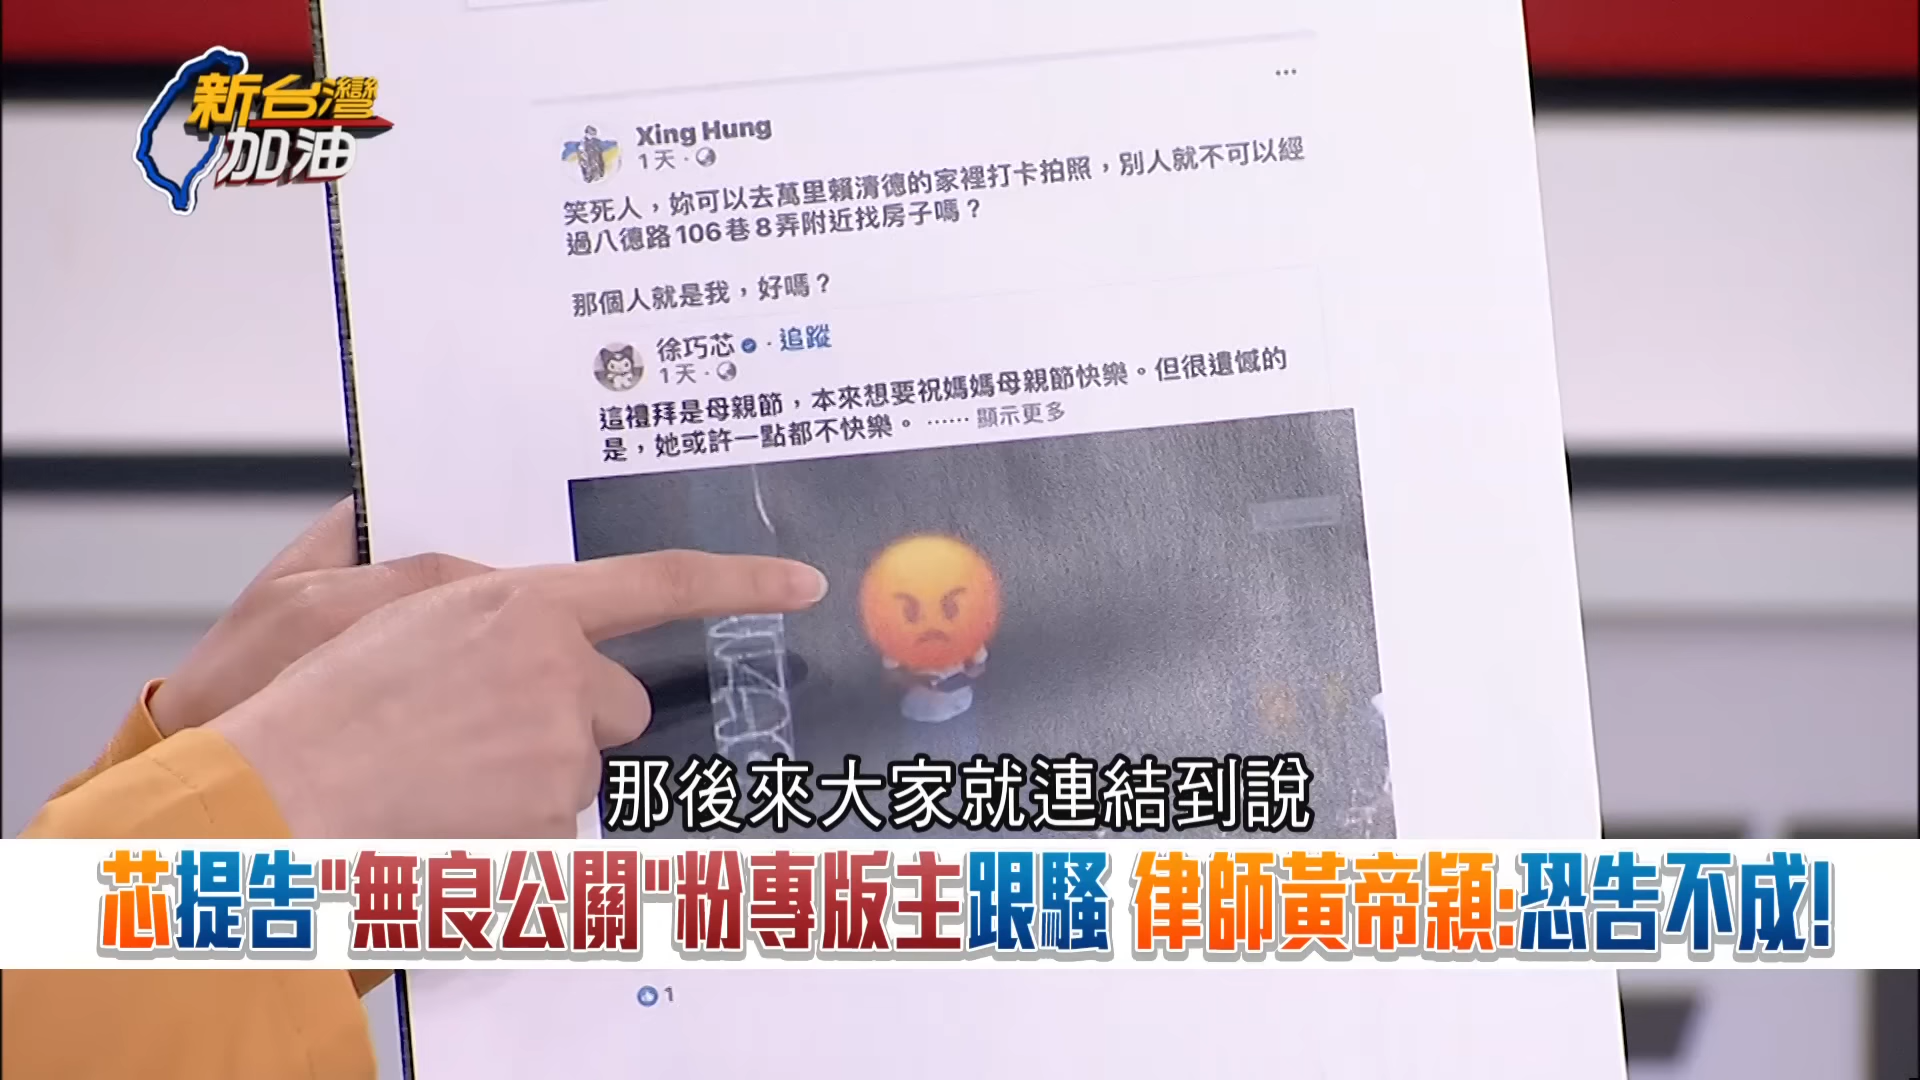 新台灣
加油
Xing Hung
1天
笑死人，妳可以去萬里賴清德的家裡打卡拍照，別人就不可以經
過八德路106巷8弄附近找房子嗎？
那個人就是我，好嗎？
徐巧芯 · 追蹤
1天
這禮拜是母親節，本來想要祝媽媽母親節快樂。但很遺憾的
是，她或許一點都不快樂。 …… 顯示更多
那後來大家就連結到說
芯提告"無良公關"粉專版主跟騷 律師黃帝穎:恐告不成!
1